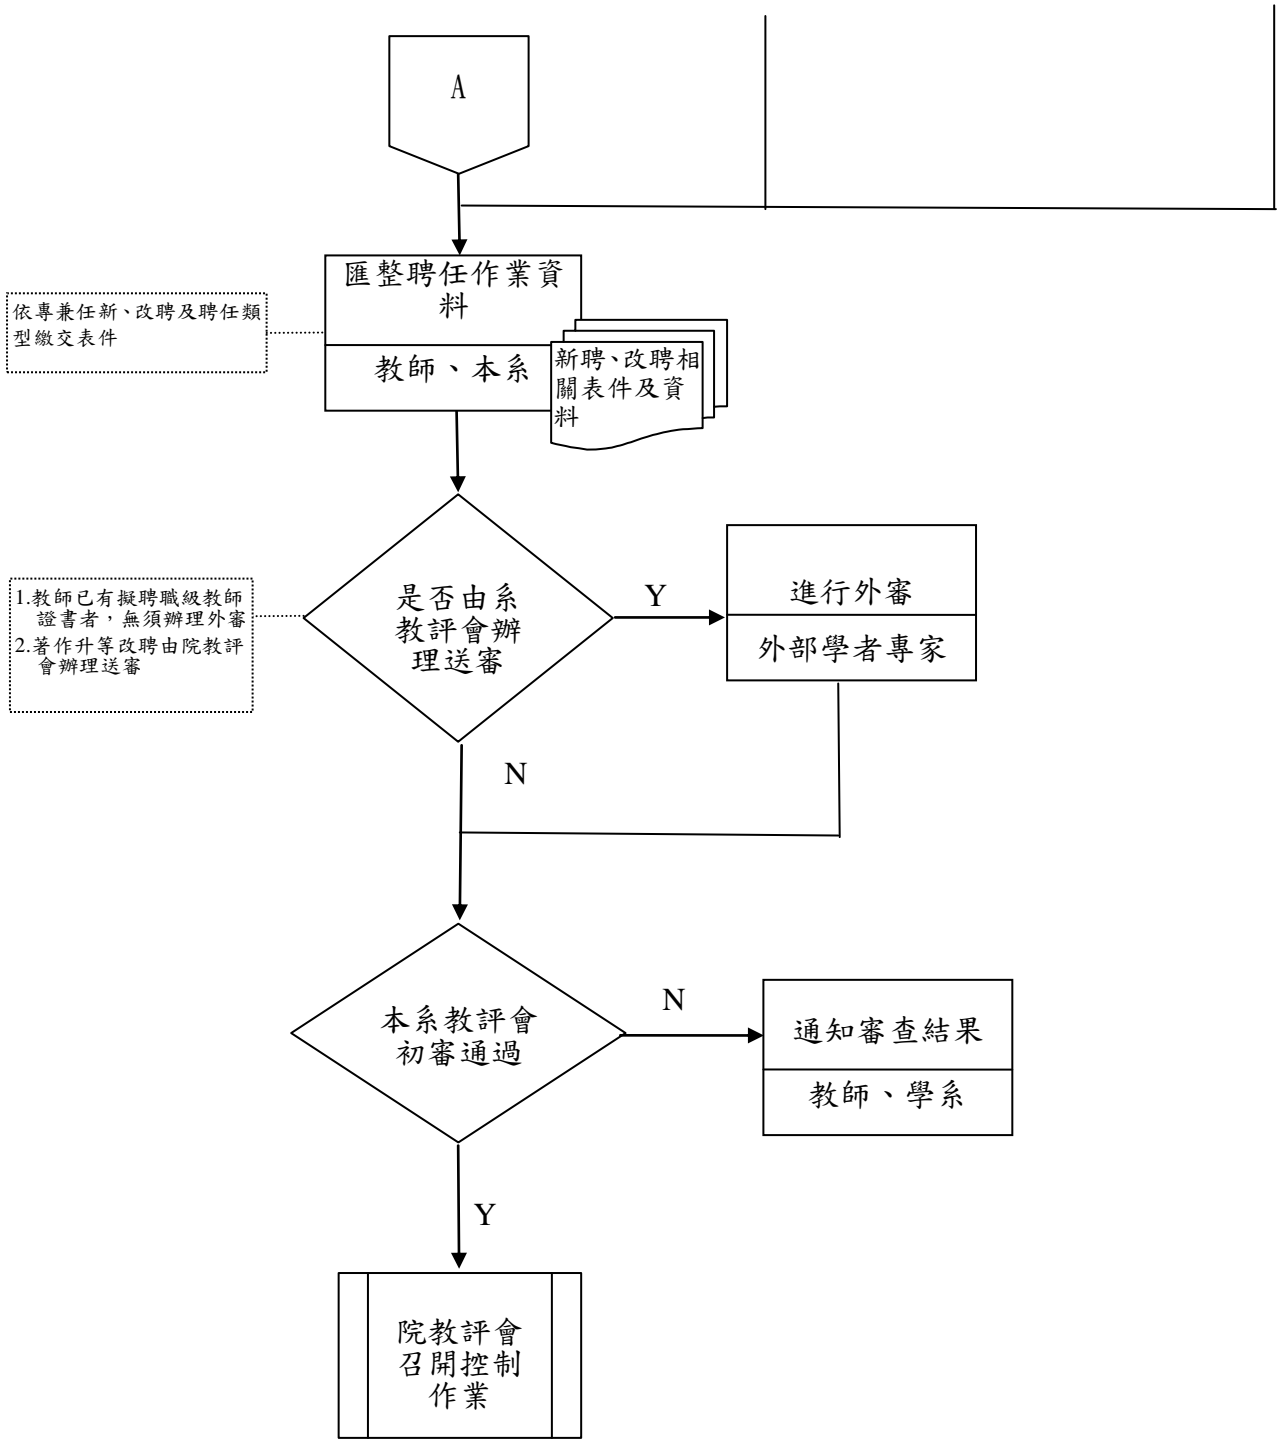 A
匯整聘任作業資
料
依專兼任新、改聘及聘任類
型繳交表件
教師、本系
新聘、改聘相
關表件及資
料
是否由系
教評會辦
理送審
Y
進行外審
外部學者專家
1.教師已有擬聘職級教師
證書者，無須辦理外審
2.著作升等改聘由院教評
會辦理送審
N
本系教評會
初審通過
N
通知審查結果
教師、學系
Y
院教評會
召開控制
作業